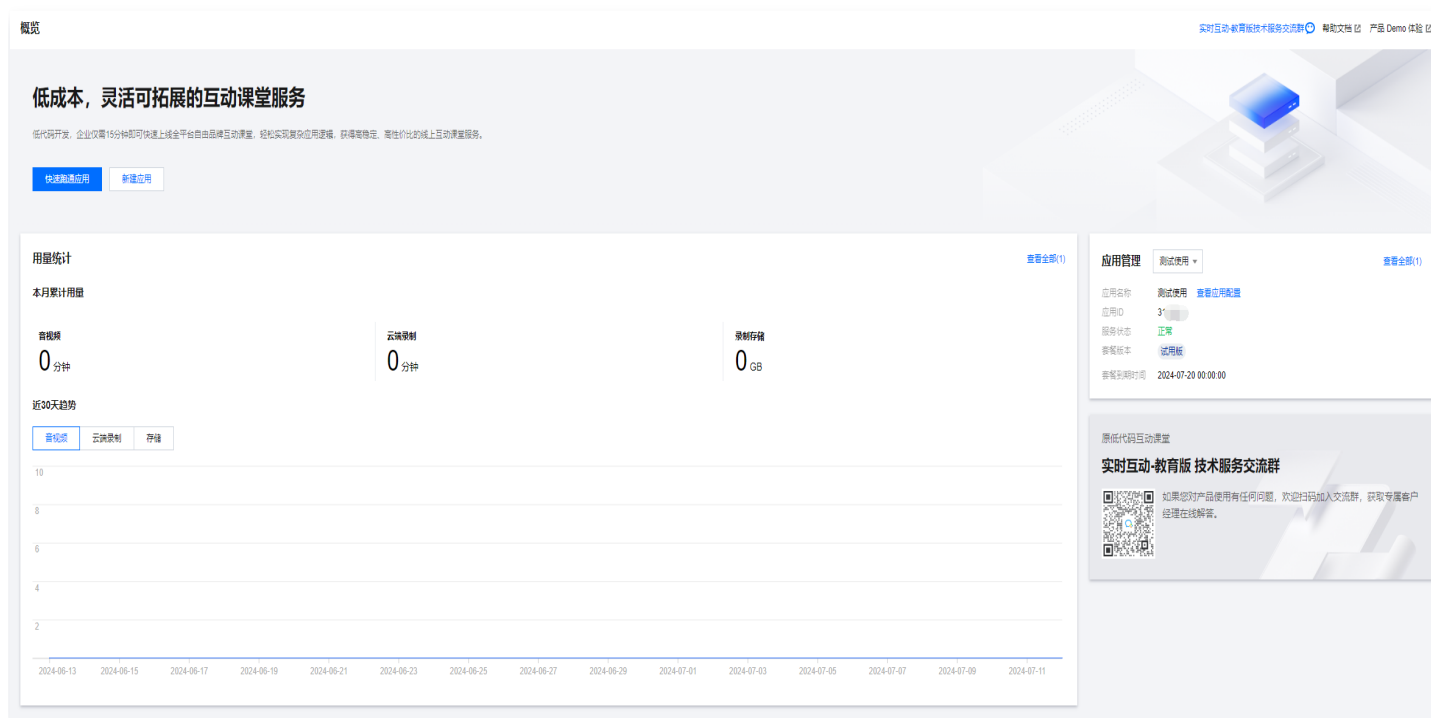 概览
实时互动-教育版技术服务交流群 帮助文档 产品 Demo 体验
低成本，灵活可拓展的互动课堂服务
低代码开发，企业仅需15分钟即可快速上线全平台自由品牌互动课堂，轻松实现复杂应用逻辑，获得高稳定，高性价比的线上互动课堂服务。
快速跑通应用 新建应用
用量统计 查看全部(1)
本月累计用量
音视频 云端录制 录制存储
0 分钟 0 分钟 0 GB
近30天趋势
音视频 云端录制 存储
10
8
6
4
2
2024-06-13 2024-06-15 2024-06-17 2024-06-19 2024-06-21 2024-06-23 2024-06-25 2024-06-27 2024-06-29 2024-07-01 2024-07-03 2024-07-05 2024-07-07 2024-07-09 2024-07-11
应用管理 测试使用 查看全部(1)
应用名称 测试使用 查看应用配置
应用ID
服务状态 正常
套餐版本 试用版
套餐到期时间 2024-07-20 00:00:00
原低代码互动课堂
实时互动-教育版 技术服务交流群
如果您对产品使用有任何问题，欢迎扫码加入交流群，获取专属客户
经理在线解答。